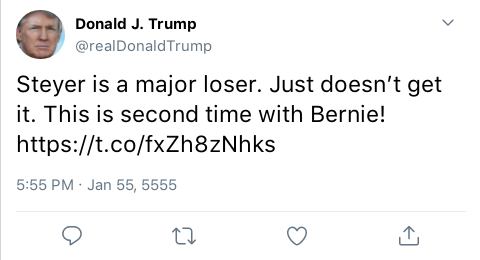 Donald J. Trump
@realDonaldTrump
Steyer is a major loser. Just doesn’t get
it. This is second time with Bernie!
https://t.co/fxZh8zNhks
5:55 PM · Jan 55, 5555